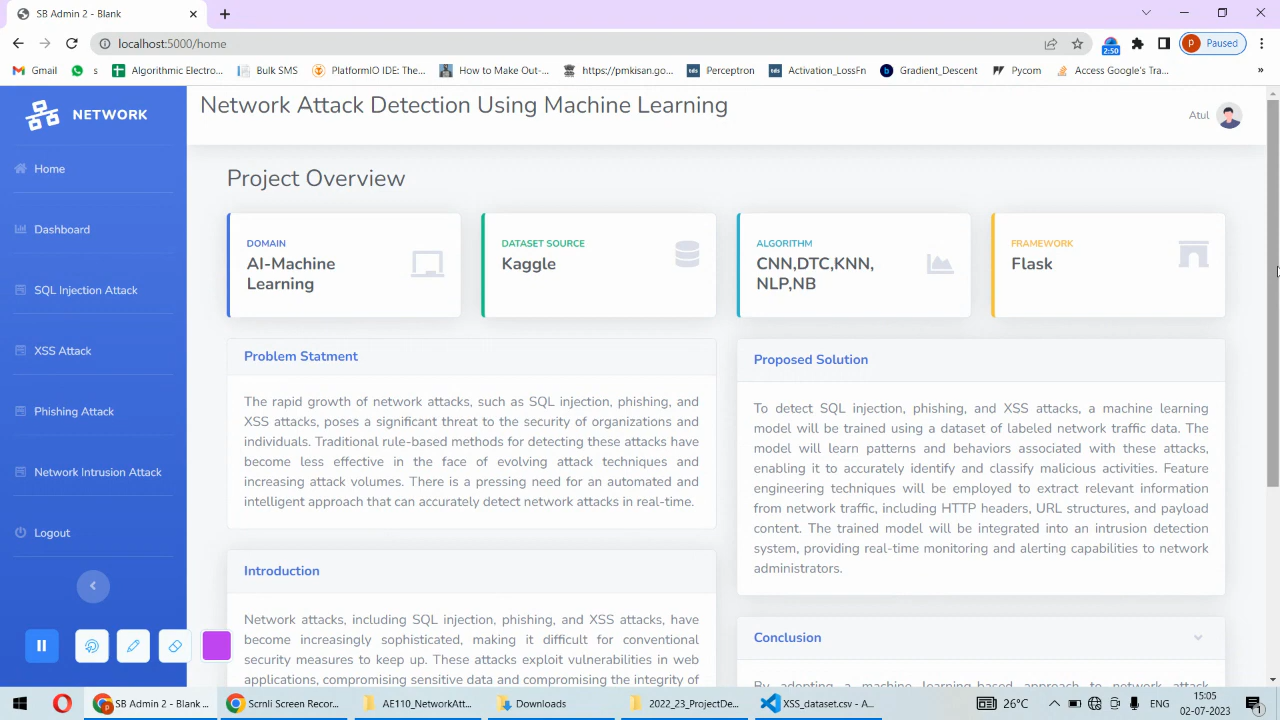 SB Admin 2 - Blank
localhost:5000/home
2:50
p
Paused
Gmail
s
Algorithmic Electro...
Bulk SMS
PlatformIO IDE: The...
How to Make Out-...
https://pmkisan.go...
tds
Perceptron
tds
Activation_LossFn
b
Gradient_Descent
Pycom
Access Google's Tra...
»
NETWORK
Network Attack Detection Using Machine Learning
Atul
Home
Dashboard
SQL Injection Attack
XSS Attack
Phishing Attack
Network Intrusion Attack
Logout
Project Overview
DOMAIN
AI-Machine
Learning
DATASET SOURCE
Kaggle
ALGORITHM
CNN,DTC,KNN,
NLP,NB
FRAMEWORK
Flask
Problem Statment
The rapid growth of network attacks, such as SQL injection, phishing, and
XSS attacks, poses a significant threat to the security of organizations and
individuals. Traditional rule-based methods for detecting these attacks have
become less effective in the face of evolving attack techniques and
increasing attack volumes. There is a pressing need for an automated and
intelligent approach that can accurately detect network attacks in real-time.
Proposed Solution
To detect SQL injection, phishing, and XSS attacks, a machine learning
model will be trained using a dataset of labeled network traffic data. The
model will learn patterns and behaviors associated with these attacks,
enabling it to accurately identify and classify malicious activities. Feature
engineering techniques will be employed to extract relevant information
from network traffic, including HTTP headers, URL structures, and payload
content. The trained model will be integrated into an intrusion detection
system, providing real-time monitoring and alerting capabilities to network
administrators.
Introduction
Network attacks, including SQL injection, phishing, and XSS attacks, have
become increasingly sophisticated, making it difficult for conventional
security measures to keep up. These attacks exploit vulnerabilities in web
applications, compromising sensitive data and compromising the integrity of
Conclusion
By adopting a machine learning-based approach to network attack
SB Admin 2 - Blank ...
Scrnli Screen Recor...
AE110_NetworkAtt...
Downloads
2022_23_ProjectDe...
XSS_dataset.csv - A...
26°C
ENG
15:05
02-07-2023
1